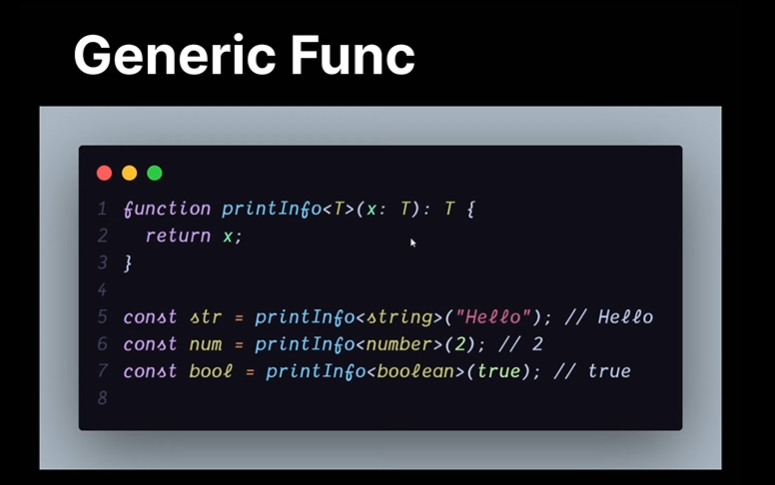 Generic Func
1 function printInfo<T>(x: T): T {
2   return x;
3 }
4
5 const str = printInfo<string>("Hello"); // Hello
6 const num = printInfo<number>(2); // 2
7 const bool = printInfo<boolean>(true); // true
8